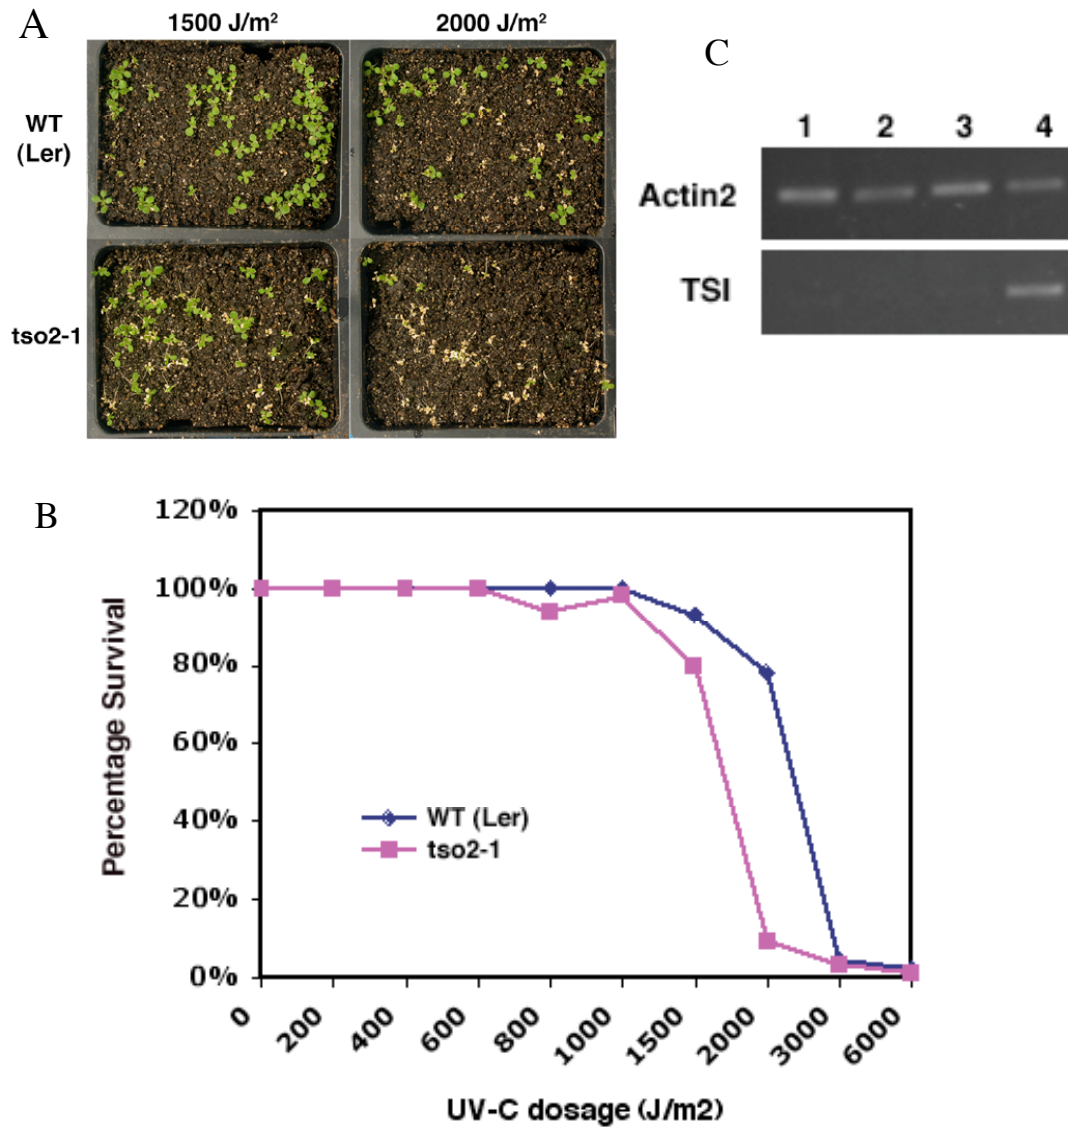 A
1500 J/m²
2000 J/m²
WT
(Ler)
tso2-1
C
1 2 3 4
Actin2
TSI
B
120%
100%
80%
60%
40%
20%
0%
Percentage Survival
WT (Ler)
tso2-1
0 200 400 600 800 1000 1500 2000 3000 6000
UV-C dosage (J/m2)